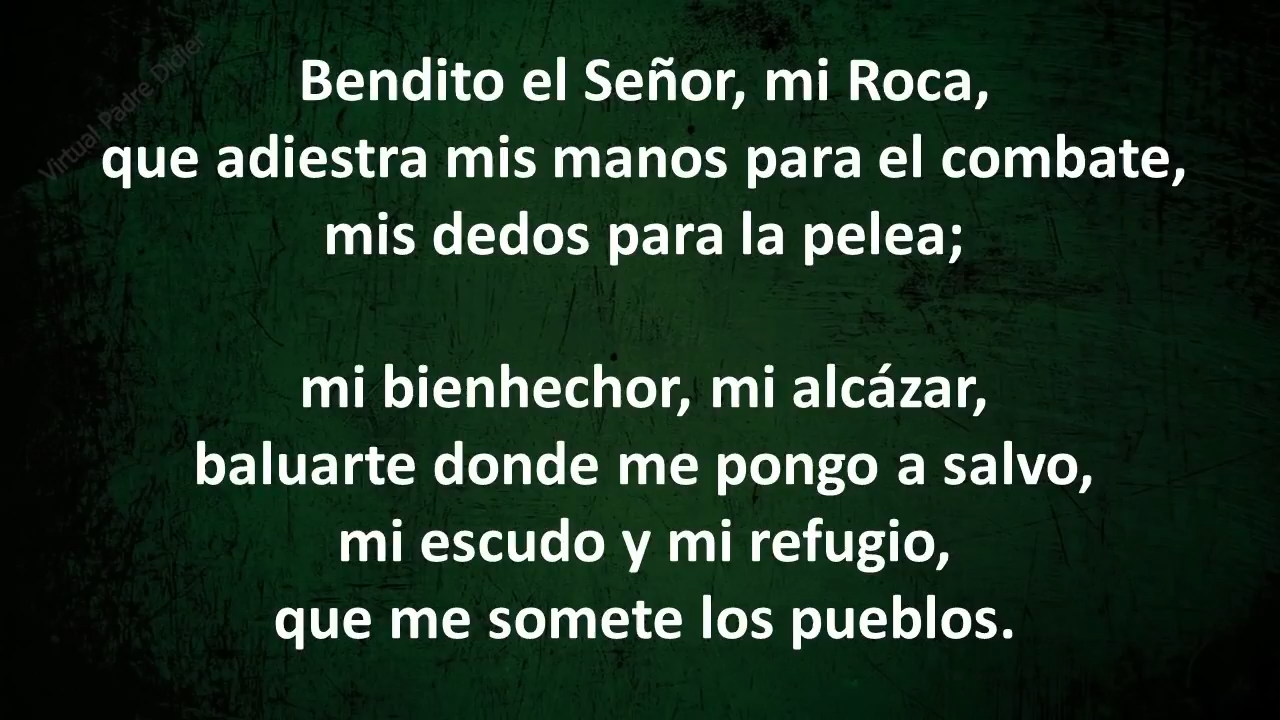 Virtual Padre Didier
Bendito el Señor, mi Roca,
que adiestra mis manos para el combate,
mis dedos para la pelea;
mi bienhechor, mi alcázar,
baluarte donde me pongo a salvo,
mi escudo y mi refugio,
que me somete los pueblos.